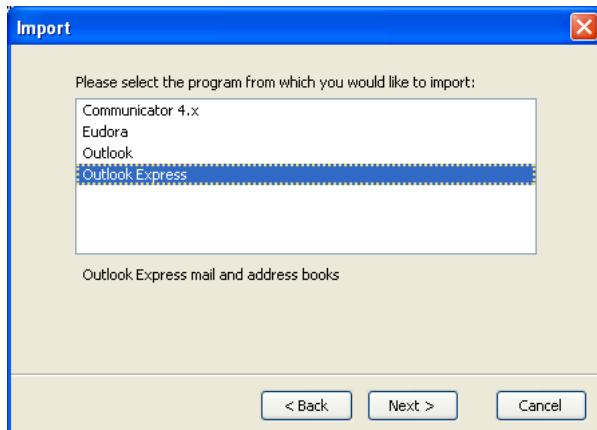 Import
Please select the program from which you would like to import:
Communicator 4.x
Eudora
Outlook
Outlook Express
Outlook Express mail and address books
< Back Next > Cancel